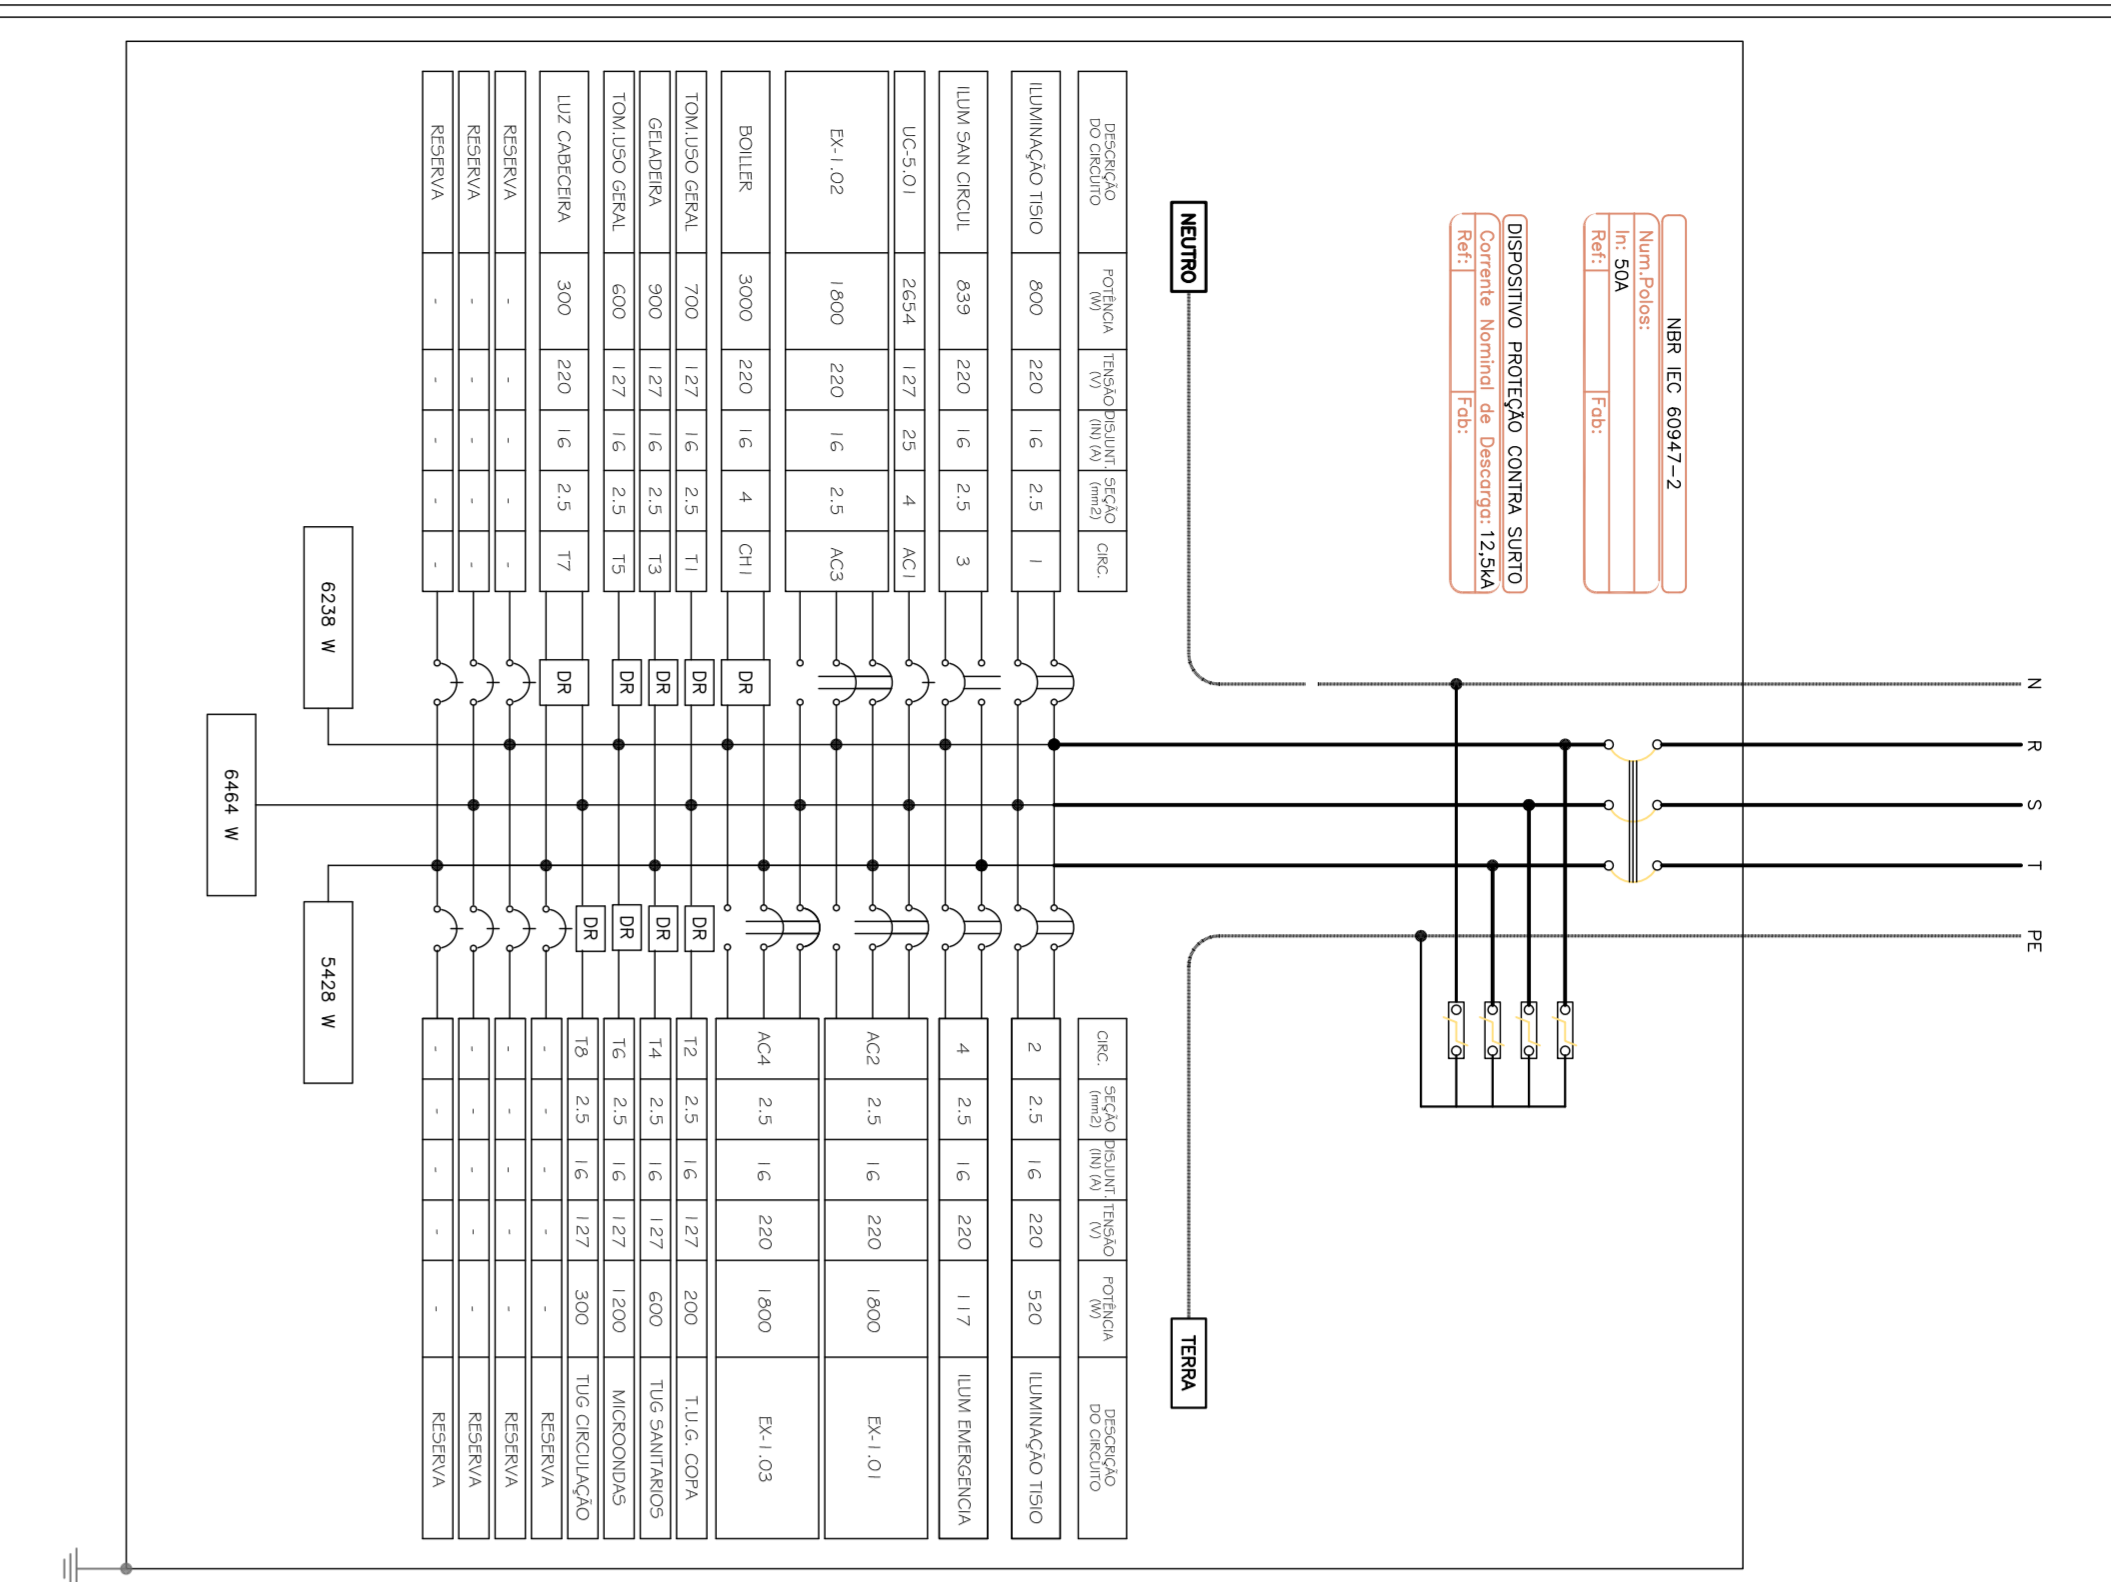 N R S T PE
NBR IEC 60947-2
Num.Polos:
In: 50A
Ref: Fab:
DISPOSITIVO PROTEÇÃO CONTRA SURTO
Corrente Nominal de Descarga: 12,5kA
Ref: Fab:
NEUTRO
TERRA
DESCRIÇÃO DO CIRCUITO POTÊNCIA (W) TENSÃO (V) DISJUNT. (IN) (A) SEÇÃO (mm2) CIRC.
ILUMINAÇÃO TISIO 800 220 16 2.5 1
ILUM SAN CIRCUL 839 220 16 2.5 3
UC-5.01 2654 127 25 4 AC1
EX-1.02 1800 220 16 2.5 AC3
BOILLER 3000 220 16 4 CH1 DR
TOM.USO GERAL 700 127 16 2.5 T1 DR
GELADEIRA 900 127 16 2.5 T3 DR
TOM.USO GERAL 600 127 16 2.5 T5 DR
LUZ CABECEIRA 300 220 16 2.5 T7 DR
RESERVA - - - - -
RESERVA - - - - -
RESERVA - - - - -
CIRC. SEÇÃO (mm2) DISJUNT. (IN) (A) TENSÃO (V) POTÊNCIA (W) DESCRIÇÃO DO CIRCUITO
2 2.5 16 220 520 ILUMINAÇÃO TISIO
4 2.5 16 220 117 ILUM EMERGENCIA
AC2 2.5 16 220 1800 EX-1.01
AC4 2.5 16 220 1800 EX-1.03
DR T2 2.5 16 127 200 T.U.G. COPA
DR T4 2.5 16 127 600 TUG SANITARIOS
DR T6 2.5 16 127 1200 MICROONDAS
DR T8 2.5 16 127 300 TUG CIRCULAÇÃO
- - - - - RESERVA
- - - - - RESERVA
- - - - - RESERVA
- - - - - RESERVA
6238 W
5428 W
6464 W